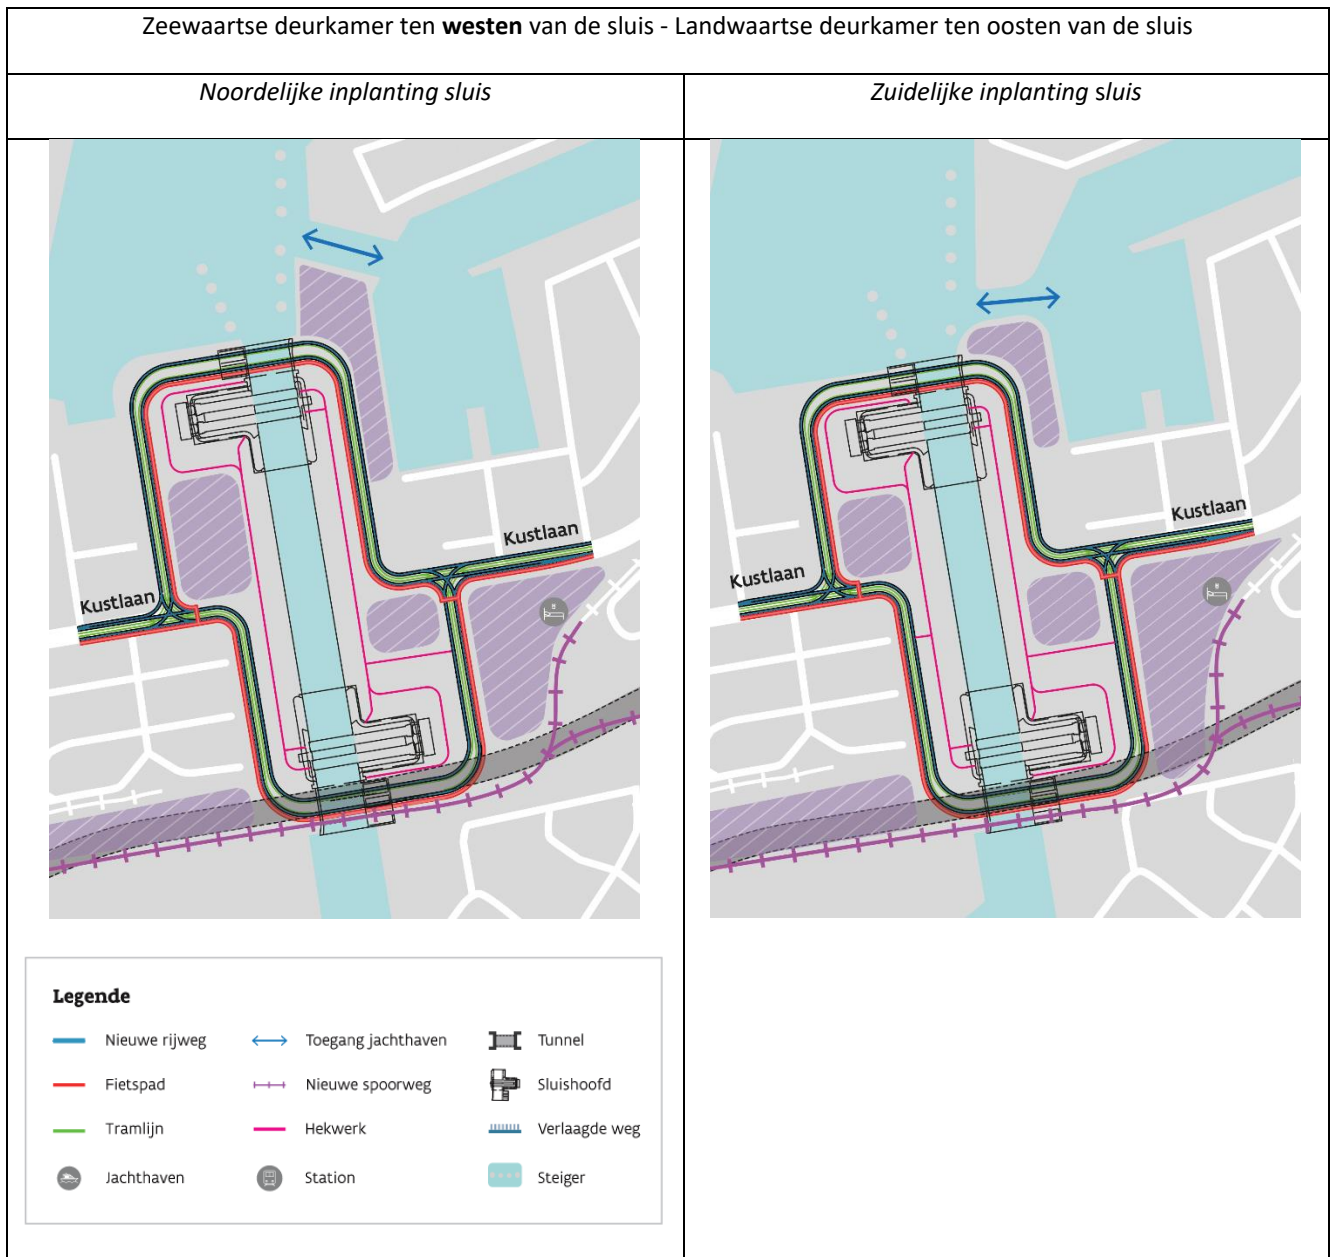 Zeewaartse deurkamer ten westen van de sluis - Landwaartse deurkamer ten oosten van de sluis
Noordelijke inplanting sluis
Zuidelijke inplanting sluis
Kustlaan
Kustlaan
Kustlaan
Kustlaan
Legende
Nieuwe rijweg
Toegang jachthaven
Tunnel
Fietspad
Nieuwe spoorweg
Sluishoofd
Tramlijn
Hekwerk
Verlaagde weg
Jachthaven
Station
Steiger